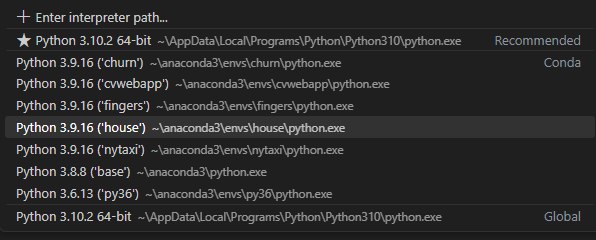 + Enter interpreter path...
★ Python 3.10.2 64-bit ~\AppData\Local\Programs\Python\Python310\python.exe Recommended
Python 3.9.16 ('churn') ~\anaconda3\envs\churn\python.exe Conda
Python 3.9.16 ('cvwebapp') ~\anaconda3\envs\cvwebapp\python.exe
Python 3.9.16 ('fingers') ~\anaconda3\envs\fingers\python.exe
Python 3.9.16 ('house') ~\anaconda3\envs\house\python.exe
Python 3.9.16 ('nytaxi') ~\anaconda3\envs\nytaxi\python.exe
Python 3.8.8 ('base') ~\anaconda3\python.exe
Python 3.6.13 ('py36') ~\anaconda3\envs\py36\python.exe
Python 3.10.2 64-bit ~\AppData\Local\Programs\Python\Python310\python.exe Global